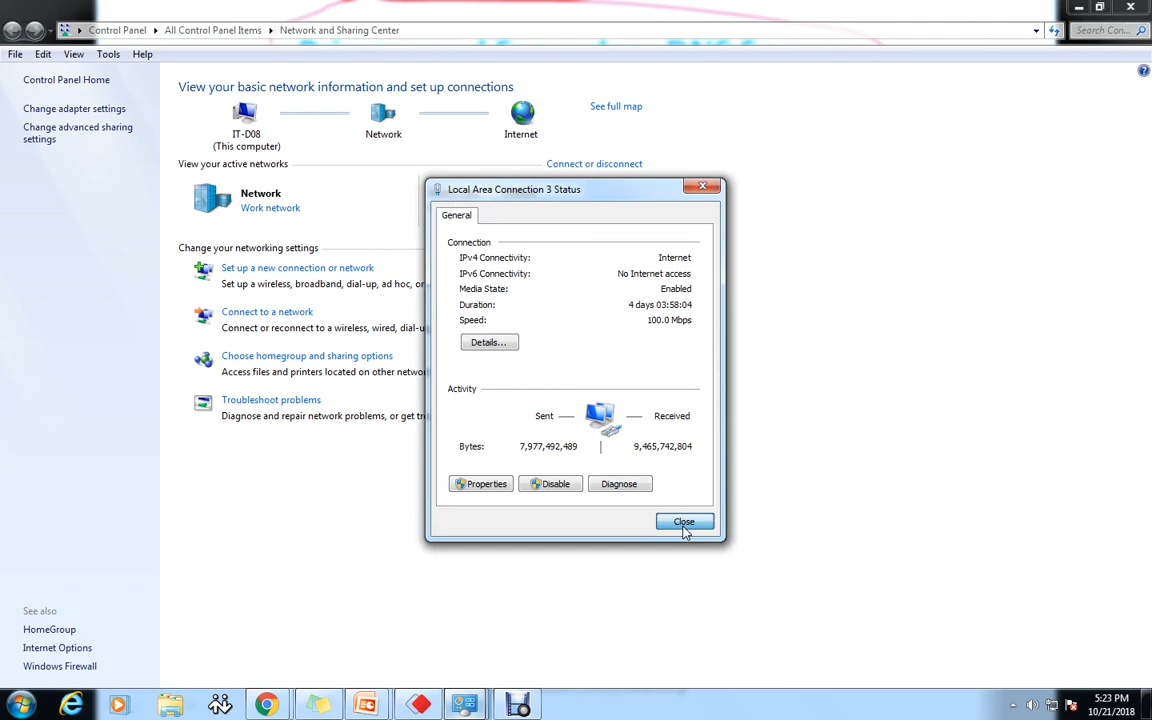 Control Panel
All Control Panel Items
Network and Sharing Center
Search Con...
File Edit View Tools Help
Control Panel Home
Change adapter settings
Change advanced sharing
settings
View your basic network information and set up connections
See full map
IT-D08
(This computer)
Network
Internet
View your active networks
Connect or disconnect
Network
Work network
Change your networking settings
Set up a new connection or network
Set up a wireless, broadband, dial-up, ad hoc, or
Connect to a network
Connect or reconnect to a wireless, wired, dial-u
Choose homegroup and sharing options
Access files and printers located on other networ
Troubleshoot problems
Diagnose and repair network problems, or get tr
Local Area Connection 3 Status
General
Connection
IPv4 Connectivity: Internet
IPv6 Connectivity: No Internet access
Media State: Enabled
Duration: 4 days 03:58:04
Speed: 100.0 Mbps
Details...
Activity
Sent Received
Bytes: 7,977,492,489 9,465,742,804
Properties Disable Diagnose
Close
See also
HomeGroup
Internet Options
Windows Firewall
5:23 PM
10/21/2018